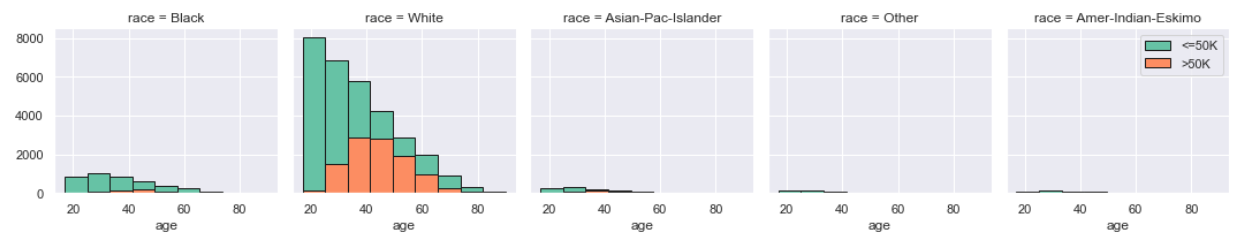 race = Black
race = White
race = Asian-Pac-Islander
race = Other
race = Amer-Indian-Eskimo
8000
6000
4000
2000
0
<=50K
>50K
20 40 60 80
20 40 60 80
20 40 60 80
20 40 60 80
20 40 60 80
age
age
age
age
age